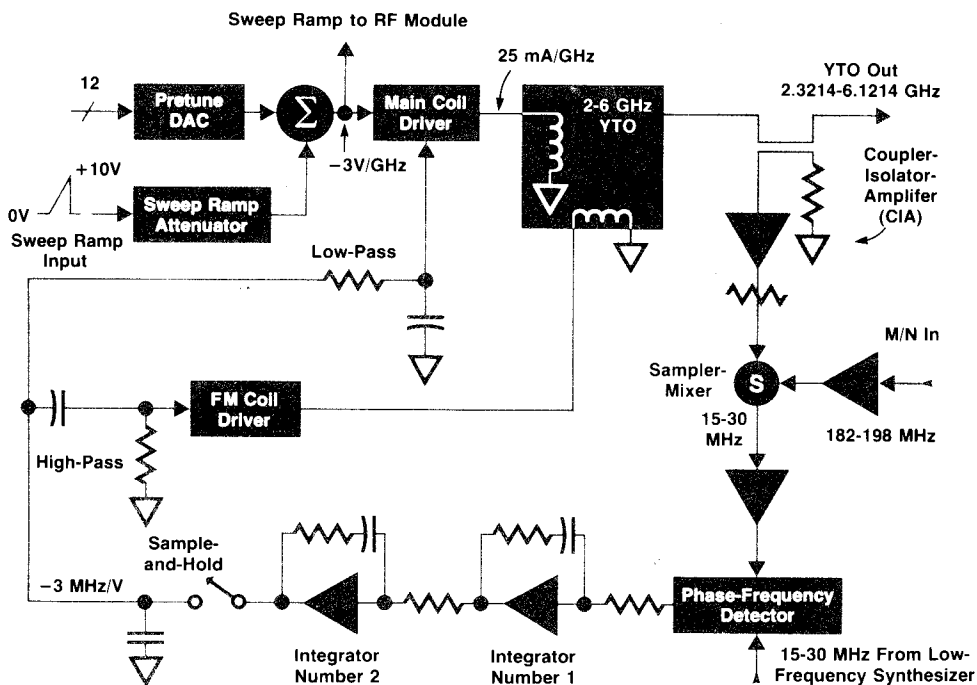 Sweep Ramp to RF Module
12
Pretune
DAC
Σ
Main Coil
Driver
25 mA/GHz
2-6 GHz
YTO
YTO Out
2.3214-6.1214 GHz
−3V/GHz
+10V
0V
Sweep Ramp
Input
Sweep Ramp
Attenuator
Coupler-
Isolator-
Amplifer
(CIA)
Low-Pass
M/N In
Sampler-
Mixer
S
15-30
MHz
182-198 MHz
FM Coil
Driver
High-Pass
Sample-
and-Hold
−3 MHz/V
Integrator
Number 2
Integrator
Number 1
Phase-Frequency
Detector
15-30 MHz From Low-
Frequency Synthesizer